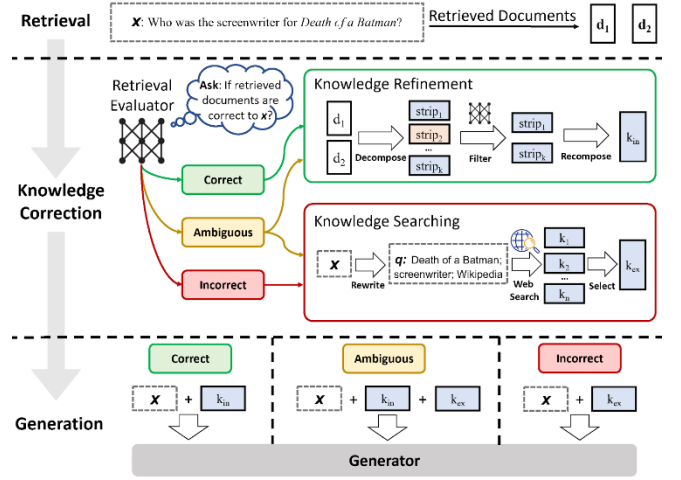 Retrieval
x: Who was the screenwriter for Death of a Batman?
Retrieved Documents
d1
d2
Knowledge
Correction
Retrieval
Evaluator
Ask: If retrieved
documents are
correct to x?
Correct
Ambiguous
Incorrect
Knowledge Refinement
d1
d2
Decompose
strip1
strip2
...
stripk
Filter
strip1
stripk
Recompose
kin
Knowledge Searching
x
Rewrite
q: Death of a Batman;
screenwriter; Wikipedia
Web
Search
k1
k2
...
kn
Select
kex
Generation
Correct
x + kin
Ambiguous
x + kin + kex
Incorrect
x + kex
Generator